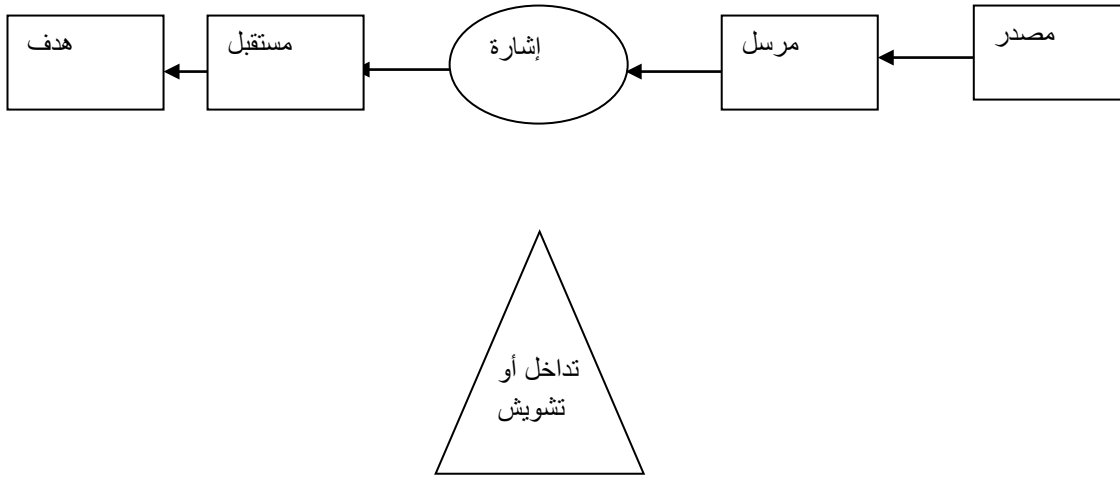 مصدر
مرسل
إشارة
مستقبل
هدف
تداخل أو
تشويش